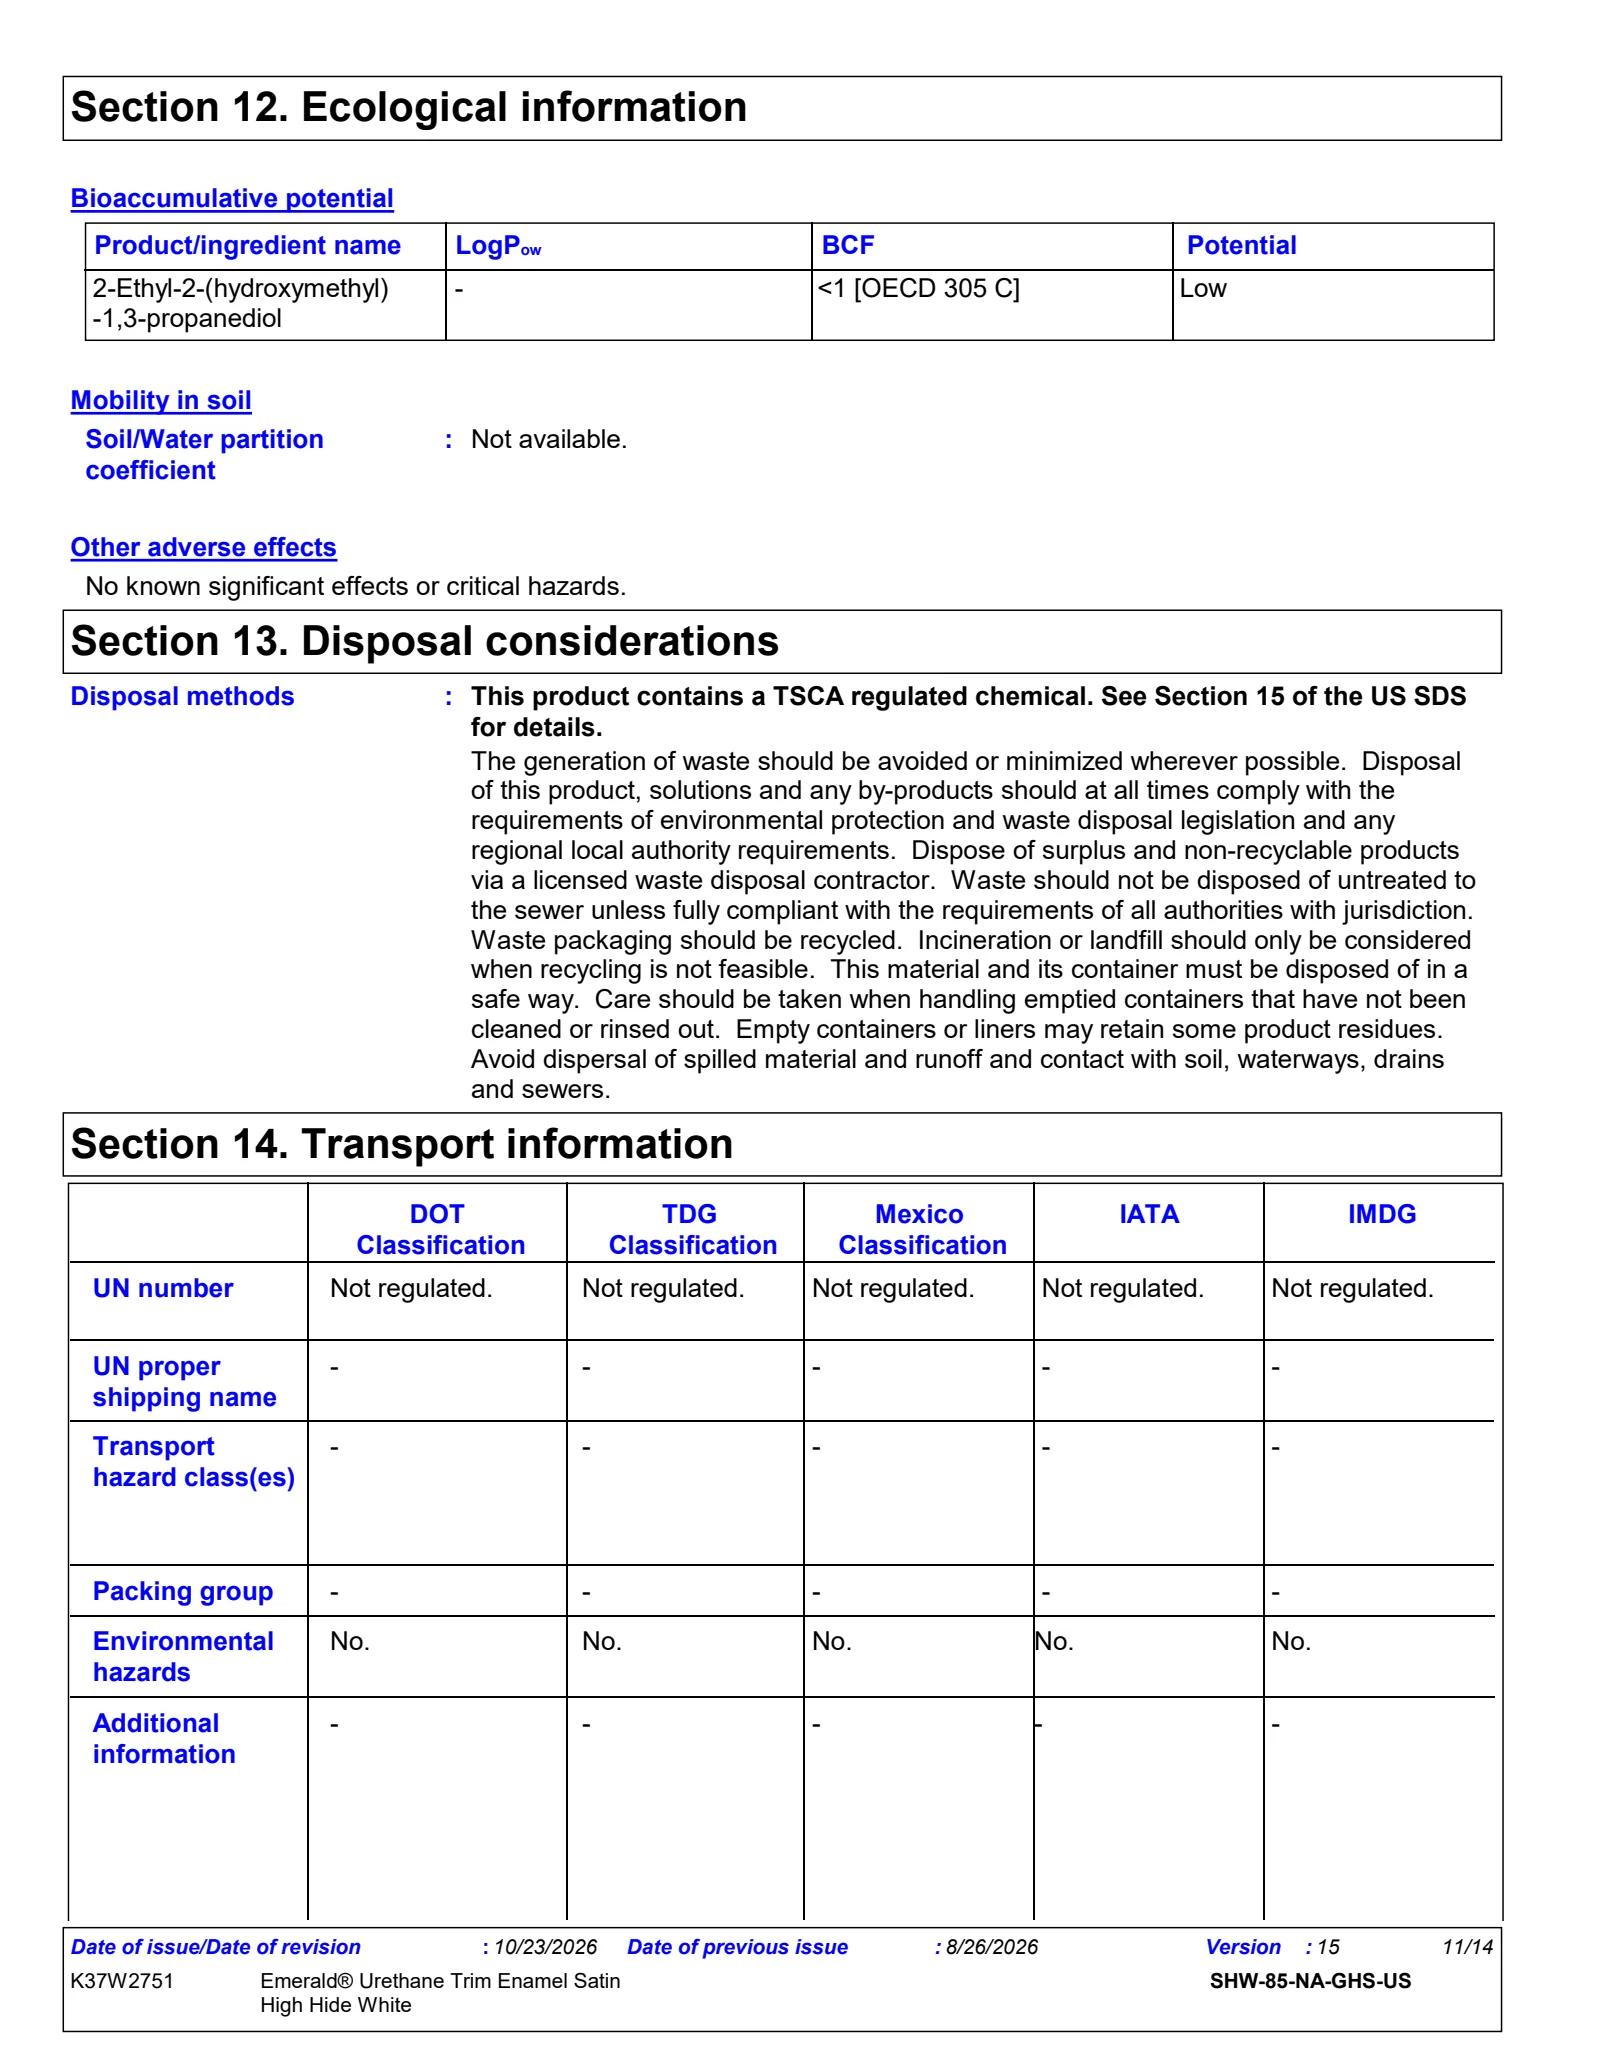 Section 12. Ecological information
Bioaccumulative potential
Product/ingredient name LogPow BCF Potential
2-Ethyl-2-(hydroxymethyl) - <1 [OECD 305 C] Low
-1,3-propanediol
Mobility in soil
Soil/Water partition : Not available.
coefficient
Other adverse effects
No known significant effects or critical hazards.
Section 13. Disposal considerations
Disposal methods : This product contains a TSCA regulated chemical. See Section 15 of the US SDS
for details.
The generation of waste should be avoided or minimized wherever possible. Disposal
of this product, solutions and any by-products should at all times comply with the
requirements of environmental protection and waste disposal legislation and any
regional local authority requirements. Dispose of surplus and non-recyclable products
via a licensed waste disposal contractor. Waste should not be disposed of untreated to
the sewer unless fully compliant with the requirements of all authorities with jurisdiction.
Waste packaging should be recycled. Incineration or landfill should only be considered
when recycling is not feasible. This material and its container must be disposed of in a
safe way. Care should be taken when handling emptied containers that have not been
cleaned or rinsed out. Empty containers or liners may retain some product residues.
Avoid dispersal of spilled material and runoff and contact with soil, waterways, drains
and sewers.
Section 14. Transport information
DOT TDG Mexico IATA IMDG
Classification Classification Classification
UN number Not regulated. Not regulated. Not regulated. Not regulated. Not regulated.
UN proper - - - - -
shipping name
Transport - - - - -
hazard class(es)
Packing group - - - - -
Environmental No. No. No. No. No.
hazards
Additional - - - - -
information
Date of issue/Date of revision : 10/23/2026 Date of previous issue : 8/26/2026 Version : 15 11/14
K37W2751 Emerald® Urethane Trim Enamel Satin SHW-85-NA-GHS-US
High Hide White